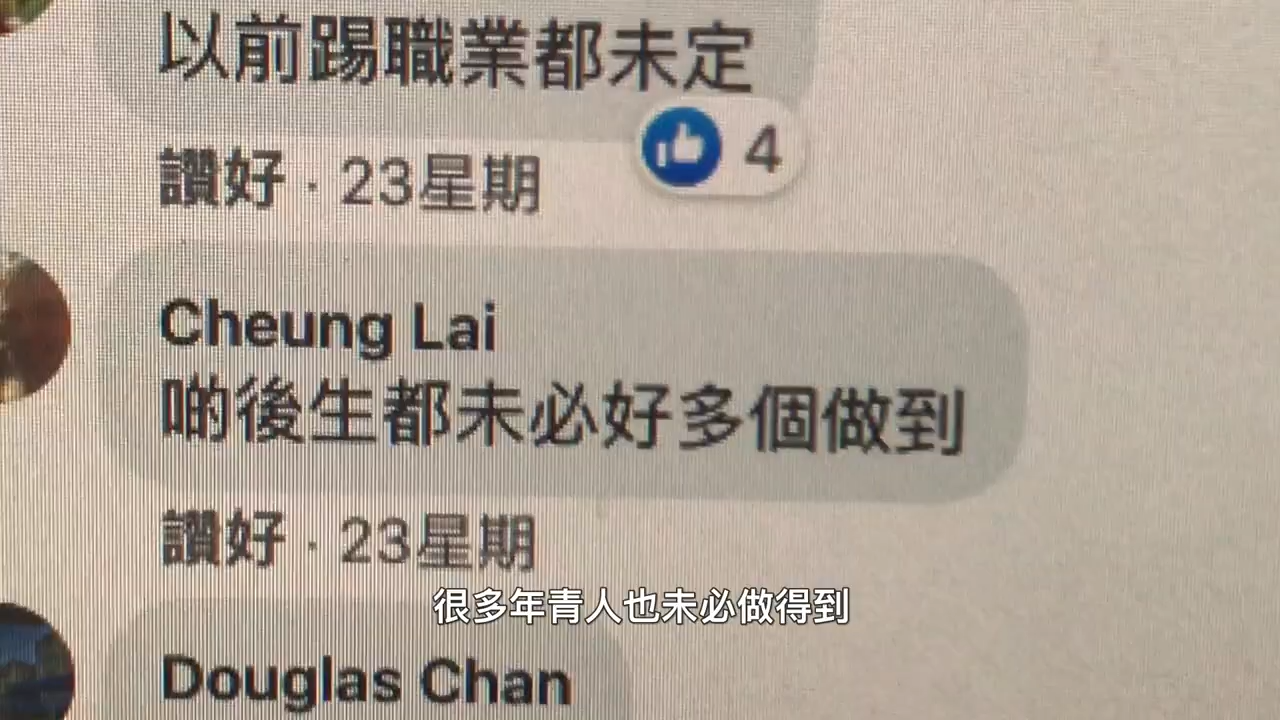 以前踢職業都未定
讚好 · 23星期
4
Cheung Lai
啲後生都未必好多個做到
讚好 · 23星期
很多年青人也未必做得到
Douglas Chan